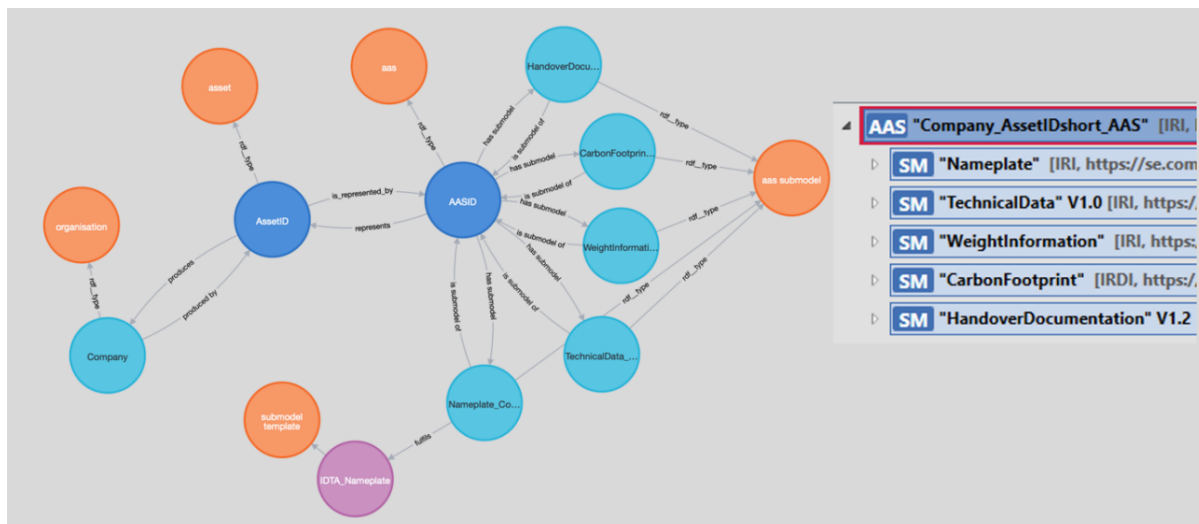 HandoverDocu...
aas
asset
has submodel
is submodel of
rdf__type
rdf__type
rdf__type
CarbonFootprin...
has submodel
rdf__type
is submodel of
has submodel
aas submodel
is_represented_by
AASID
AssetID
organisation
represents
is submodel of
WeightInformati...
rdf__type
has submodel
rdf__type
rdf__type
produces
rdf__type
is submodel of
has submodel
is submodel of
produced by
Company
TechnicalData_...
Nameplate_Co...
submodel
template
fulfils
IDTA_Nameplate
AAS "Company_AssetIDshort_AAS" [IRI,
SM "Nameplate" [IRI, https://se.com
SM "TechnicalData" V1.0 [IRI, https:/
SM "WeightInformation" [IRI, https:
SM "CarbonFootprint" [IRDI, https:/
SM "HandoverDocumentation" V1.2